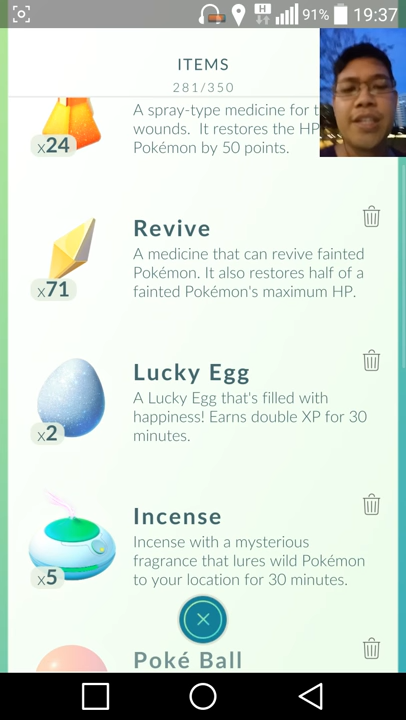 H
91%
19:37
ITEMS
281/350
A spray-type medicine for t
wounds. It restores the HP
Pokémon by 50 points.
x24
Revive
A medicine that can revive fainted
Pokémon. It also restores half of a
fainted Pokémon's maximum HP.
x71
Lucky Egg
A Lucky Egg that's filled with
happiness! Earns double XP for 30
minutes.
x2
Incense
Incense with a mysterious
fragrance that lures wild Pokémon
to your location for 30 minutes.
x5
Poké Ball